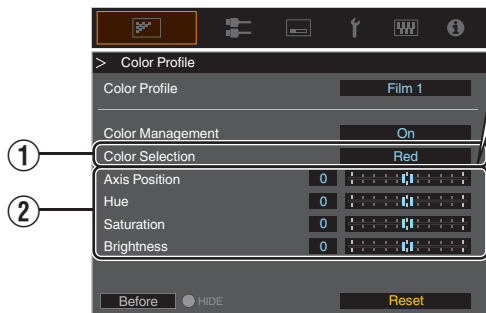 > Color Profile
Color Profile Film 1
Color Management On
① Color Selection Red
Axis Position 0
② Hue 0
Saturation 0
Brightness 0
Before HIDE Reset